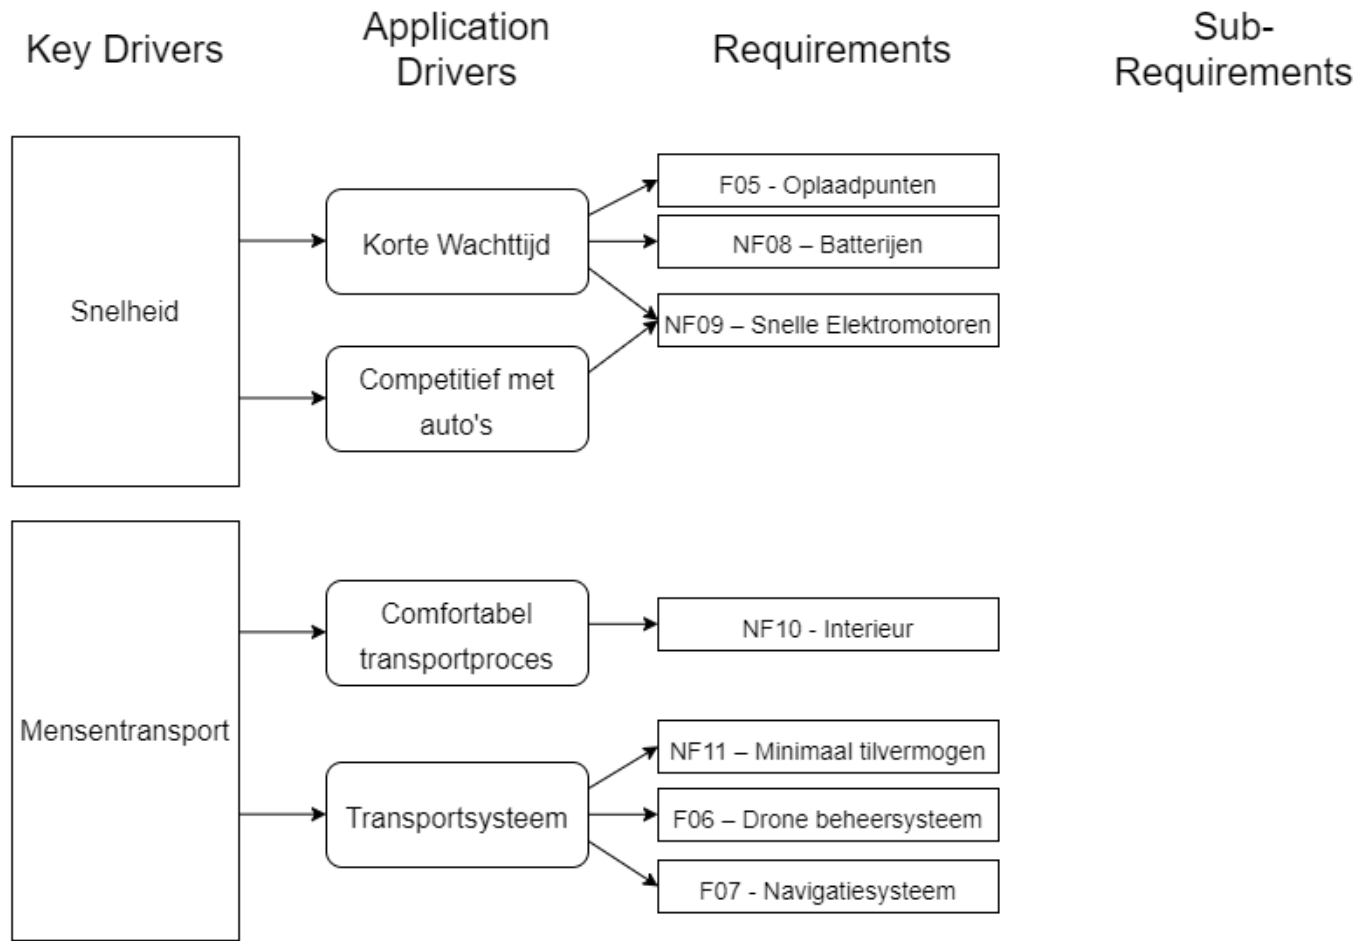 Key Drivers
Application
Drivers
Requirements
Sub-
Requirements
Snelheid
Korte Wachttijd
Competitief met
auto's
F05 - Oplaadpunten
NF08 – Batterijen
NF09 – Snelle Elektromotoren
Mensentransport
Comfortabel
transportproces
NF10 - Interieur
Transportsysteem
NF11 – Minimaal tilvermogen
F06 – Drone beheersysteem
F07 - Navigatiesysteem